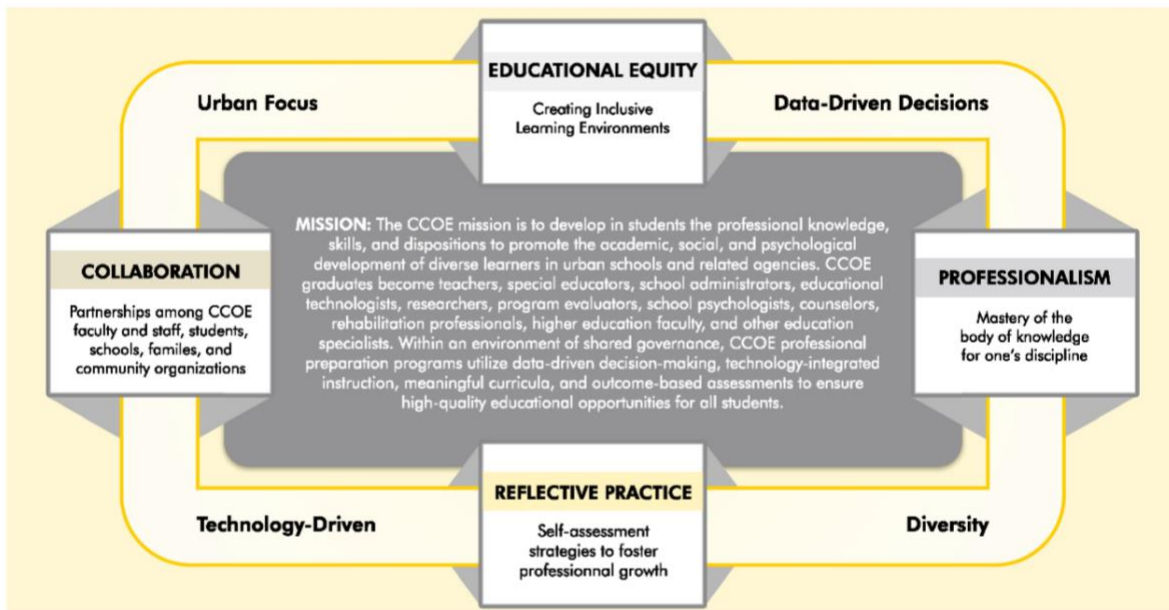 EDUCATIONAL EQUITY
Creating Inclusive
Learning Environments
Urban Focus
Data-Driven Decisions
MISSION: The CCOE mission is to develop in students the professional knowledge,
skills, and dispositions to promote the academic, social, and psychological
development of diverse learners in urban schools and related agencies. CCOE
graduates become teachers, special educators, school administrators, educational
technologists, researchers, program evaluators, school psychologists, counselors,
rehabilitation professionals, higher education faculty, and other education
specialists. Within an environment of shared governance, CCOE professional
preparation programs utilize data-driven decision-making, technology-integrated
instruction, meaningful curricula, and outcome-based assessments to ensure
high-quality educational opportunities for all students.
COLLABORATION
Partnerships among CCOE
faculty and staff, students,
schools, familes, and
community organizations
PROFESSIONALISM
Mastery of the
body of knowledge
for one's discipline
REFLECTIVE PRACTICE
Self-assessment
strategies to foster
professionnal growth
Technology-Driven
Diversity